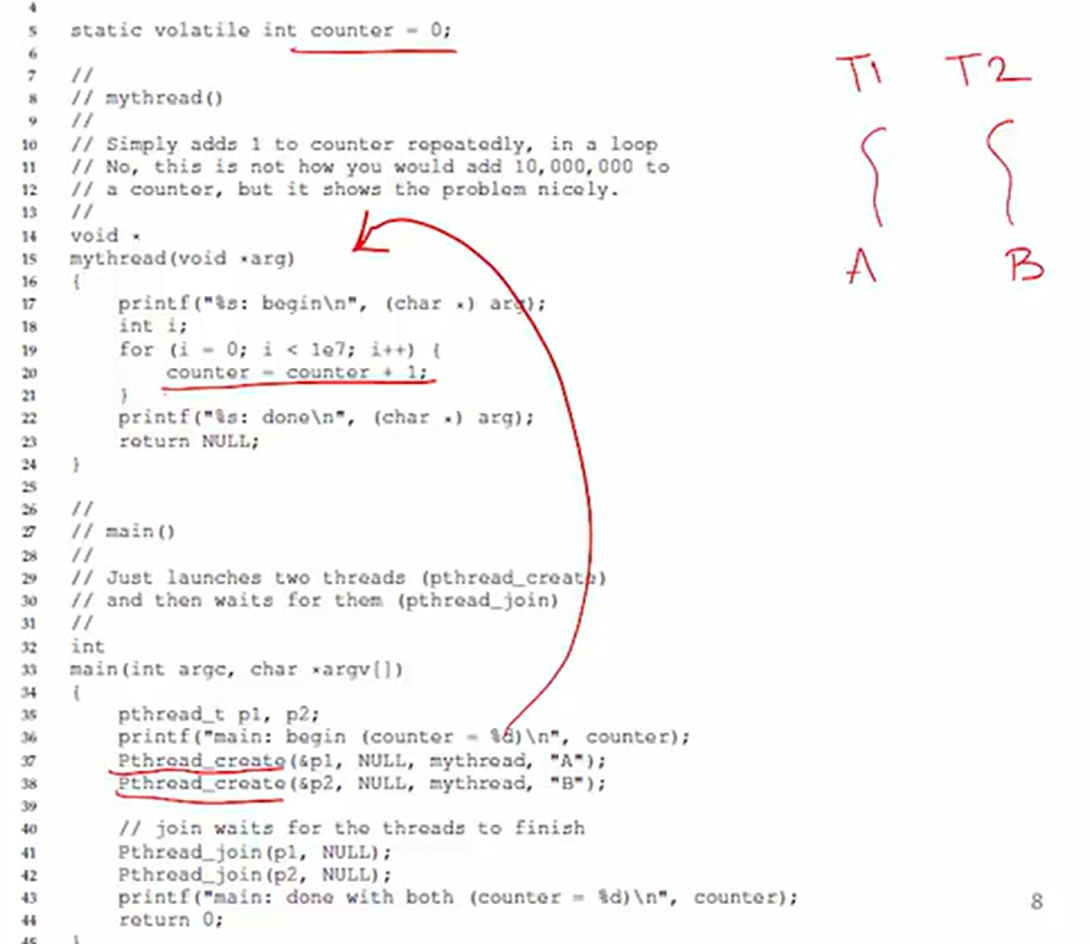 4
5 static volatile int counter = 0;
6
7 //
8 // mythread()
9 //
10 // Simply adds 1 to counter repeatedly, in a loop
11 // No, this is not how you would add 10,000,000 to
12 // a counter, but it shows the problem nicely.
13 //
14 void *
15 mythread(void *arg)
16 {
17 printf("%s: begin\n", (char *) arg);
18 int i;
19 for (i = 0; i < 1e7; i++) {
20 counter = counter + 1;
21 }
22 printf("%s: done\n", (char *) arg);
23 return NULL;
24 }
25
26 //
27 // main()
28 //
29 // Just launches two threads (pthread_create)
30 // and then waits for them (pthread_join)
31 //
32 int
33 main(int argc, char *argv[])
34 {
35 pthread_t p1, p2;
36 printf("main: begin (counter = %d)\n", counter);
37 Pthread_create(&p1, NULL, mythread, "A");
38 Pthread_create(&p2, NULL, mythread, "B");
39
40 // join waits for the threads to finish
41 Pthread_join(p1, NULL);
42 Pthread_join(p2, NULL);
43 printf("main: done with both (counter = %d)\n", counter);
44 return 0;
45 }
T1 T2
A B
8